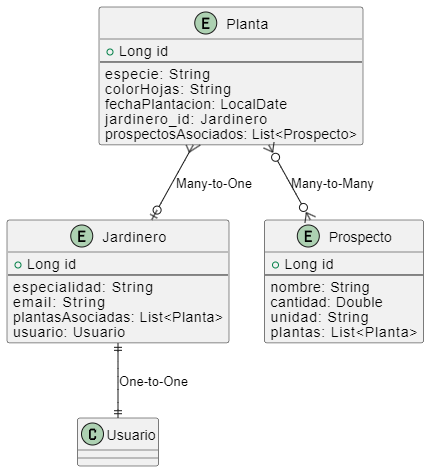 E Planta
Long id
especie: String
colorHojas: String
fechaPlantacion: LocalDate
jardinero_id: Jardinero
prospectosAsociados: List<Prospecto>
Many-to-One
Many-to-Many
E Jardinero
Long id
especialidad: String
email: String
plantasAsociadas: List<Planta>
usuario: Usuario
E Prospecto
Long id
nombre: String
cantidad: Double
unidad: String
plantas: List<Planta>
One-to-One
C Usuario